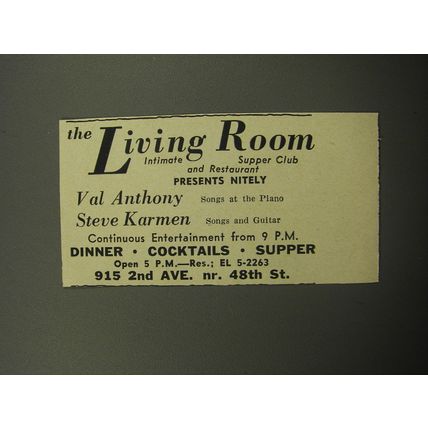 the Living Room
Intimate Supper Club
and Restaurant
PRESENTS NITELY
Val Anthony Songs at the Piano
Steve Karmen Songs and Guitar
Continuous Entertainment from 9 P.M.
DINNER • COCKTAILS • SUPPER
Open 5 P.M.—Res.; EL 5-2263
915 2nd AVE. nr. 48th St.